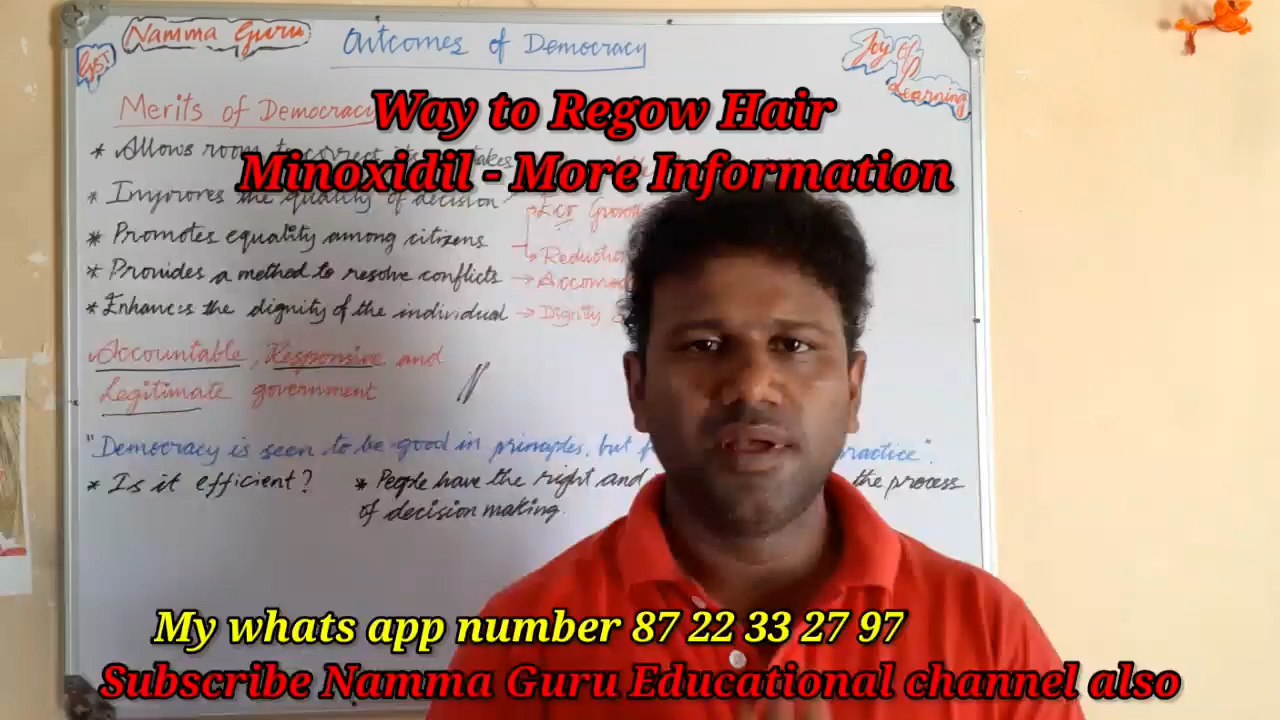 Namma Guru
Outcomes of Democracy
Joy of
Learning
Way to Regow Hair
Minoxidil - More Information
Merits of Democracy
* Allows room to correct its
* Improves the quality of decision
* Promotes equality among citizens
* Provides a method to resolve conflicts
* Enhances the dignity of the individual
→ Eco
→ Dignity
Accountable, Responsive and
Legitimate government
"Democracy is seen to be good in principles, but
* Is it efficient?
* People have the right and
the process
of decision making.
My whats app number 87 22 33 27 97
Subscribe Namma Guru Educational channel also